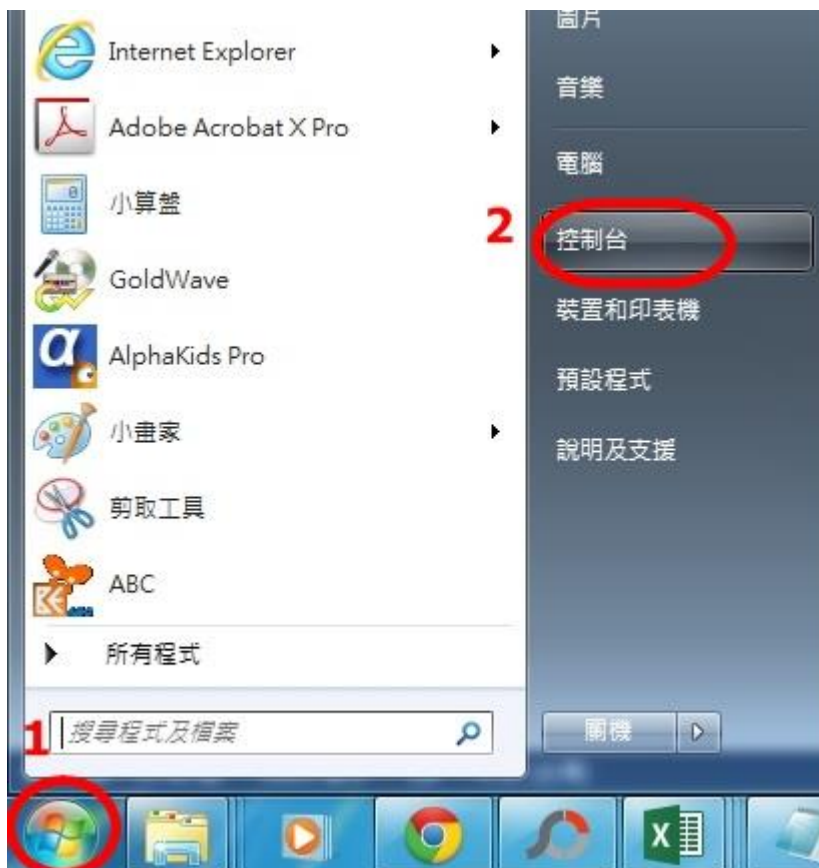 Internet Explorer
Adobe Acrobat X Pro
小算盤
GoldWave
AlphaKids Pro
小畫家
剪取工具
ABC
所有程式
搜尋程式及檔案
1
圖片
音樂
電腦
2
控制台
裝置和印表機
預設程式
說明及支援
關機